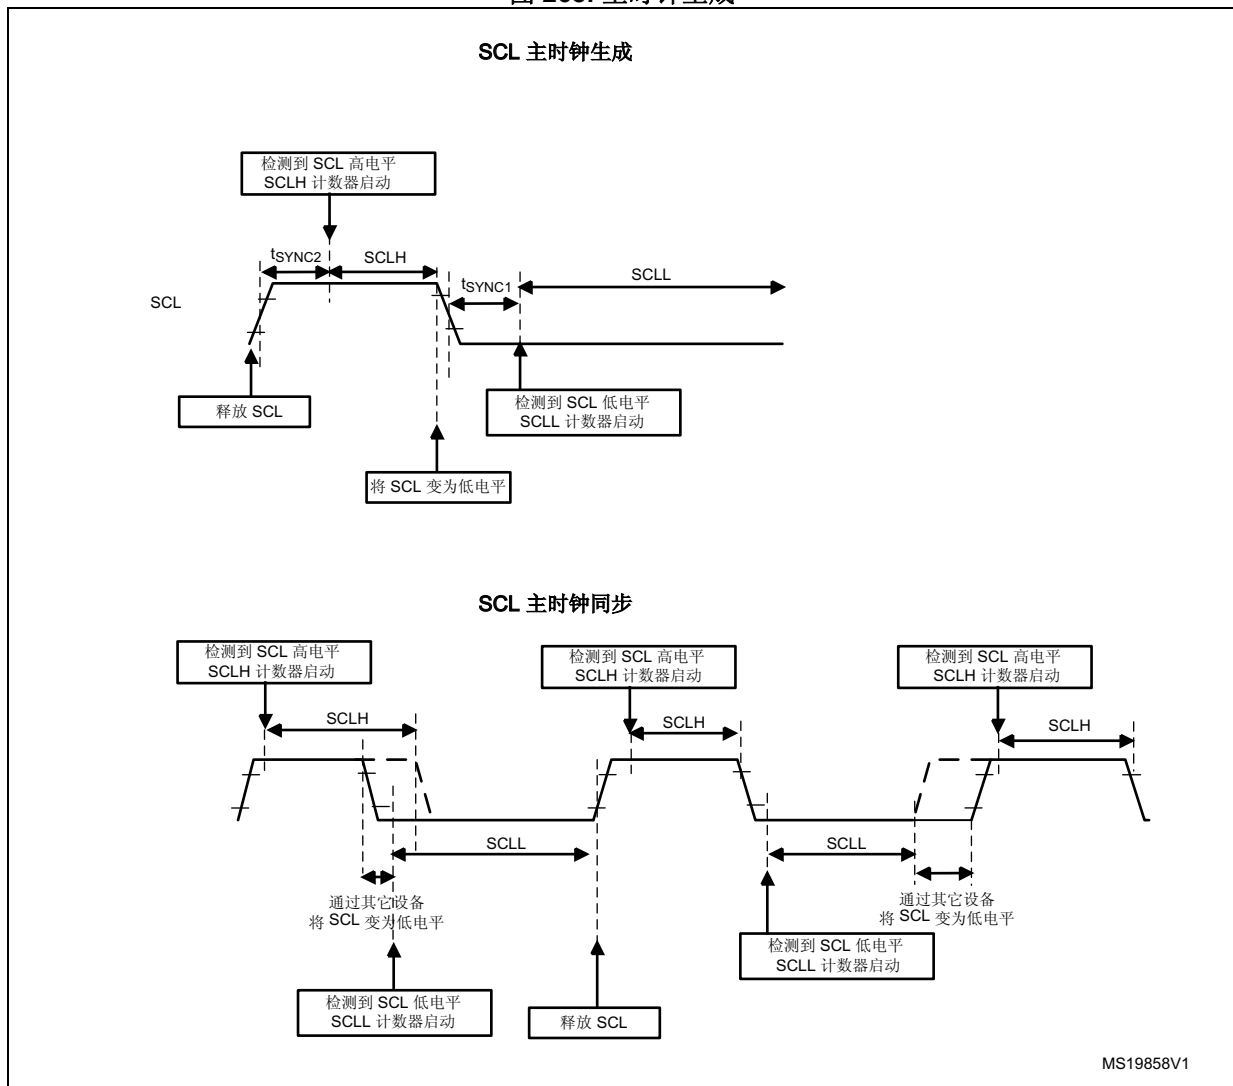 SCL 主时钟生成
检测到 SCL 高电平
SCLH 计数器启动
tSYNC2
SCLH
SCLL
tSYNC1
SCL
释放 SCL
检测到 SCL 低电平
SCLL 计数器启动
将 SCL 变为低电平
SCL 主时钟同步
检测到 SCL 高电平
SCLH 计数器启动
检测到 SCL 高电平
SCLH 计数器启动
检测到 SCL 高电平
SCLH 计数器启动
SCLH
SCLH
SCLH
SCLL
SCLL
通过其它设备
将 SCL 变为低电平
通过其它设备
将 SCL 变为低电平
检测到 SCL 低电平
SCLL 计数器启动
检测到 SCL 低电平
SCLL 计数器启动
释放 SCL
MS19858V1